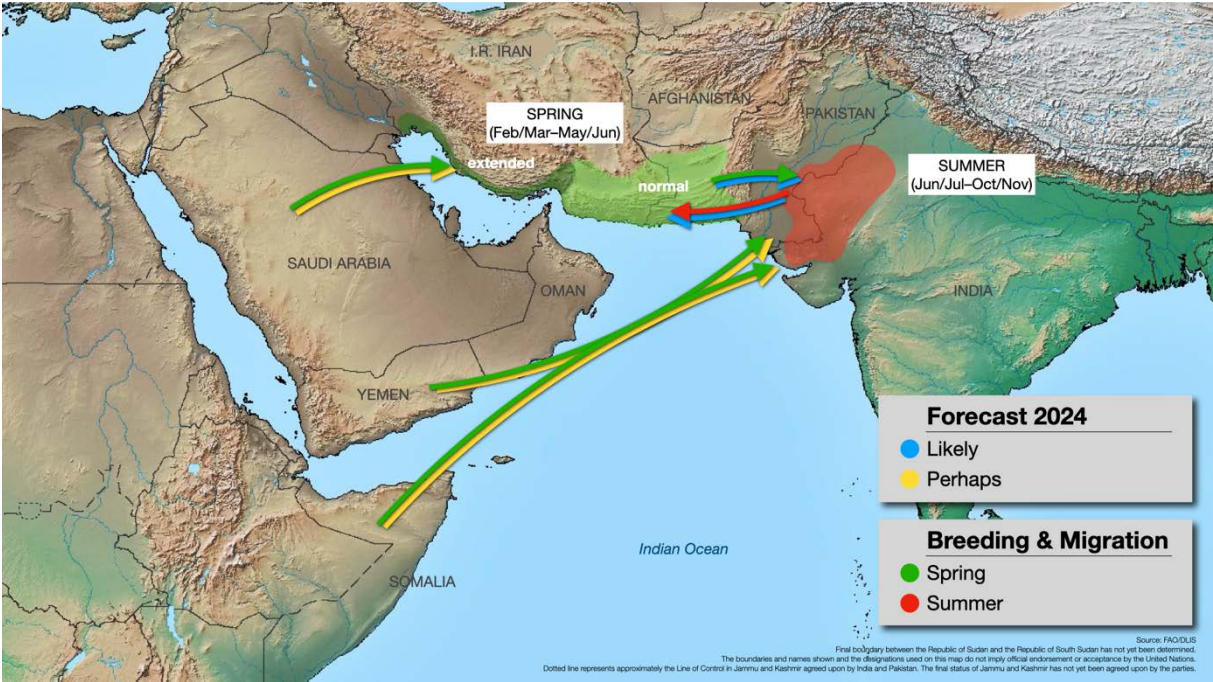 I.R. IRAN
AFGHANISTAN
PAKISTAN
SPRING
(Feb/Mar–May/Jun)
extended
normal
SUMMER
(Jun/Jul–Oct/Nov)
SAUDI ARABIA
OMAN
INDIA
YEMEN
Forecast 2024
Likely
Perhaps
Indian Ocean
Breeding & Migration
SOMALIA
Spring
Summer
Source: FAO/DLIS
Final boundary between the Republic of Sudan and the Republic of South Sudan has not yet been determined.
The boundaries and names shown and the designations used on this map do not imply official endorsement or acceptance by the United Nations.
Dotted line represents approximately the Line of Control in Jammu and Kashmir agreed upon by India and Pakistan. The final status of Jammu and Kashmir has not yet been agreed upon by the parties.